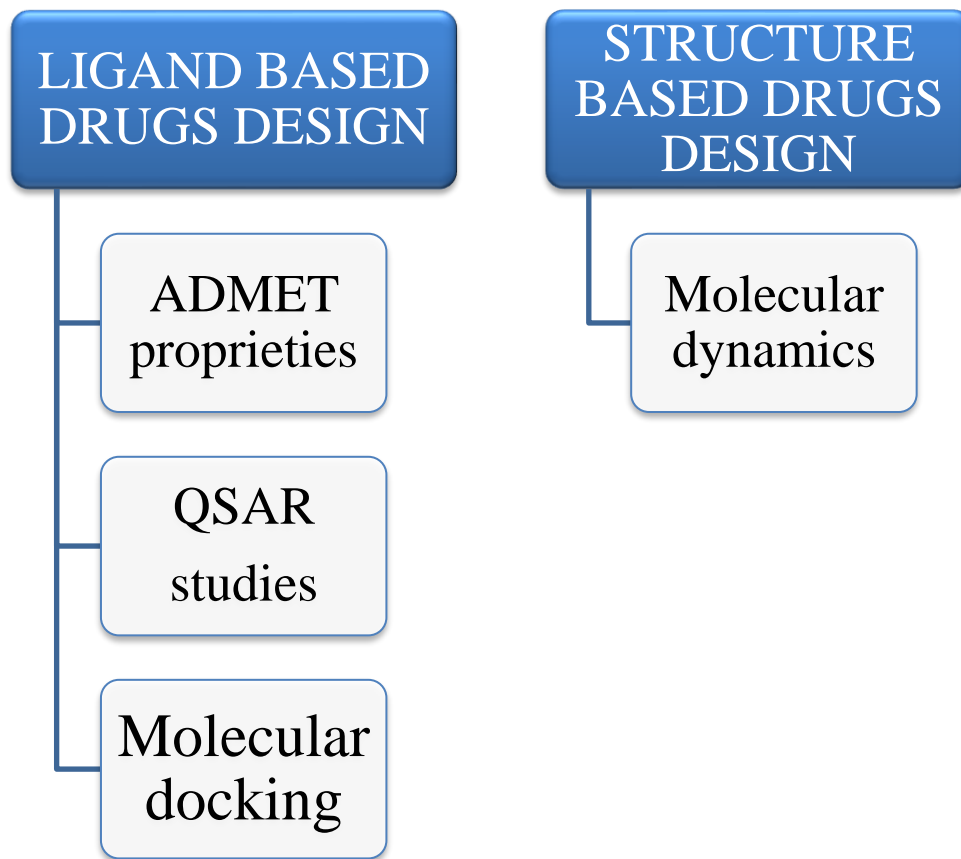 LIGAND BASED
DRUGS DESIGN
ADMET
proprieties
QSAR
studies
Molecular
docking
STRUCTURE
BASED DRUGS
DESIGN
Molecular
dynamics